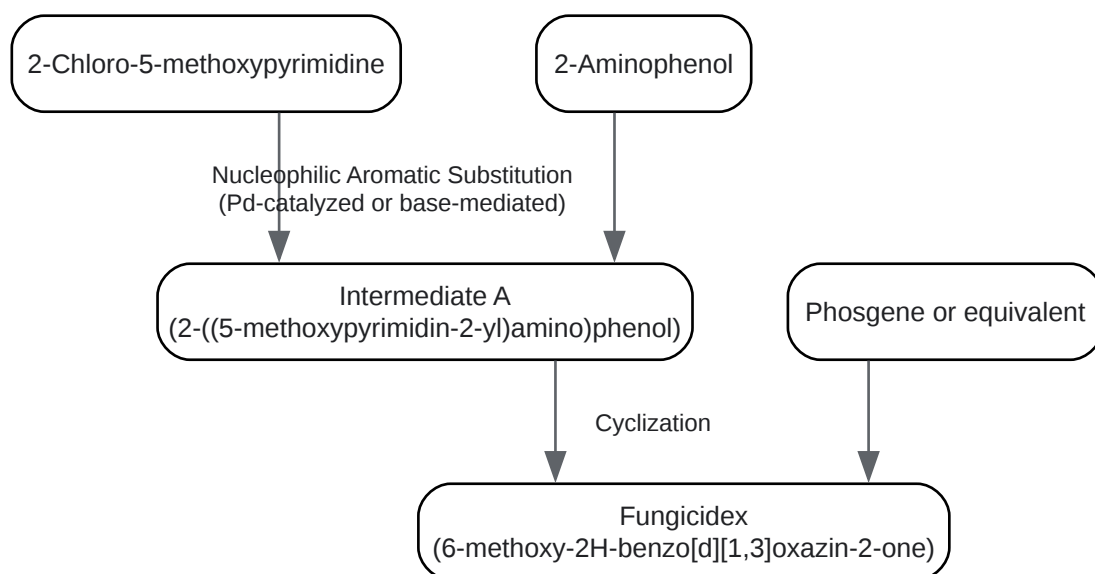 2-Chloro-5-methoxypyrimidine
2-Aminophenol
Nucleophilic Aromatic Substitution
(Pd-catalyzed or base-mediated)
Intermediate A
(2-((5-methoxypyrimidin-2-yl)amino)phenol)
Phosgene or equivalent
Cyclization
Fungicidex
(6-methoxy-2H-benzo[d][1,3]oxazin-2-one)